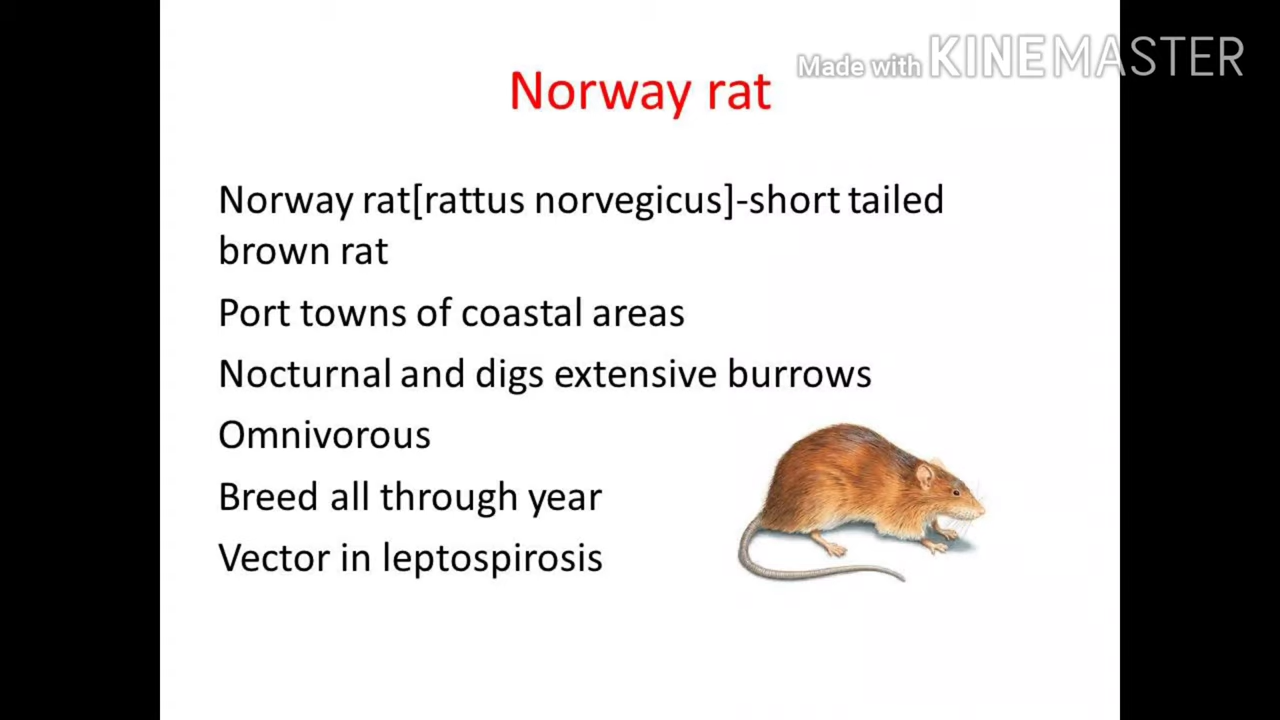 Made with KINEMASTER
Norway rat
Norway rat[rattus norvegicus]-short tailed
brown rat
Port towns of coastal areas
Nocturnal and digs extensive burrows
Omnivorous
Breed all through year
Vector in leptospirosis